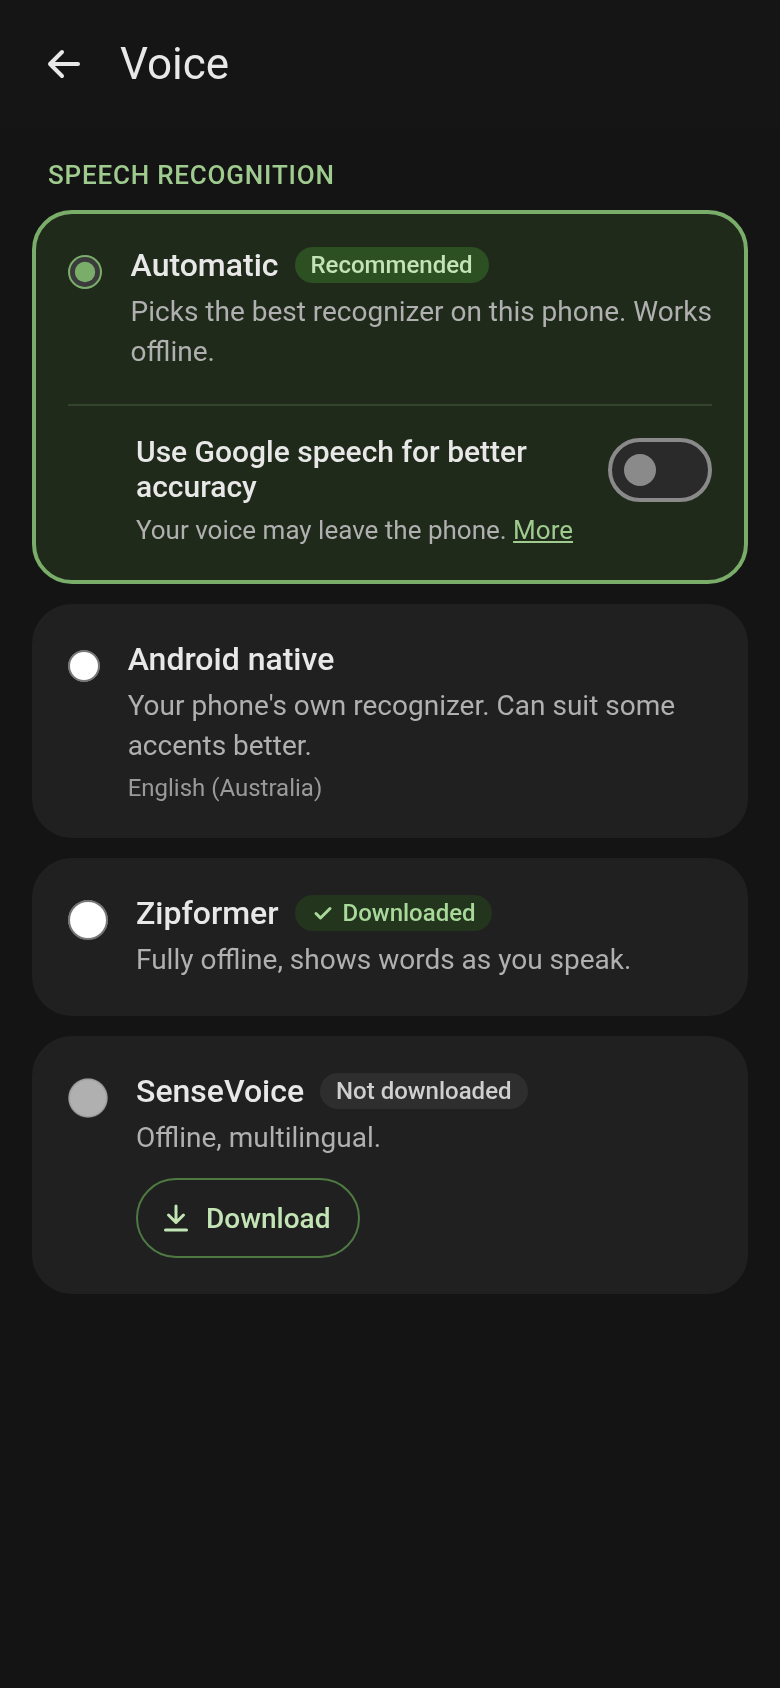 Voice
SPEECH RECOGNITION
Automatic Recommended
Picks the best recognizer on this phone. Works
offline.
Use Google speech for better
accuracy
Your voice may leave the phone. More
Android native
Your phone's own recognizer. Can suit some
accents better.
English (Australia)
Zipformer Downloaded
Fully offline, shows words as you speak.
SenseVoice Not downloaded
Offline, multilingual.
Download